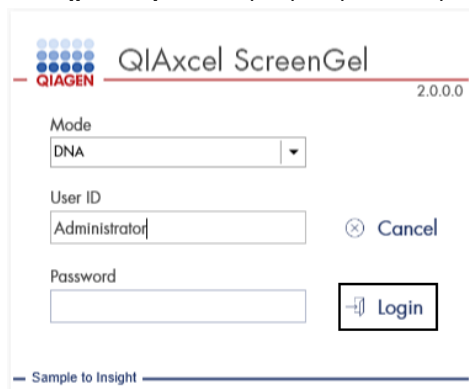 QIAGEN
QIAxcel ScreenGel
2.0.0.0
Mode
DNA
User ID
Administrator
Cancel
Password
Login
Sample to Insight